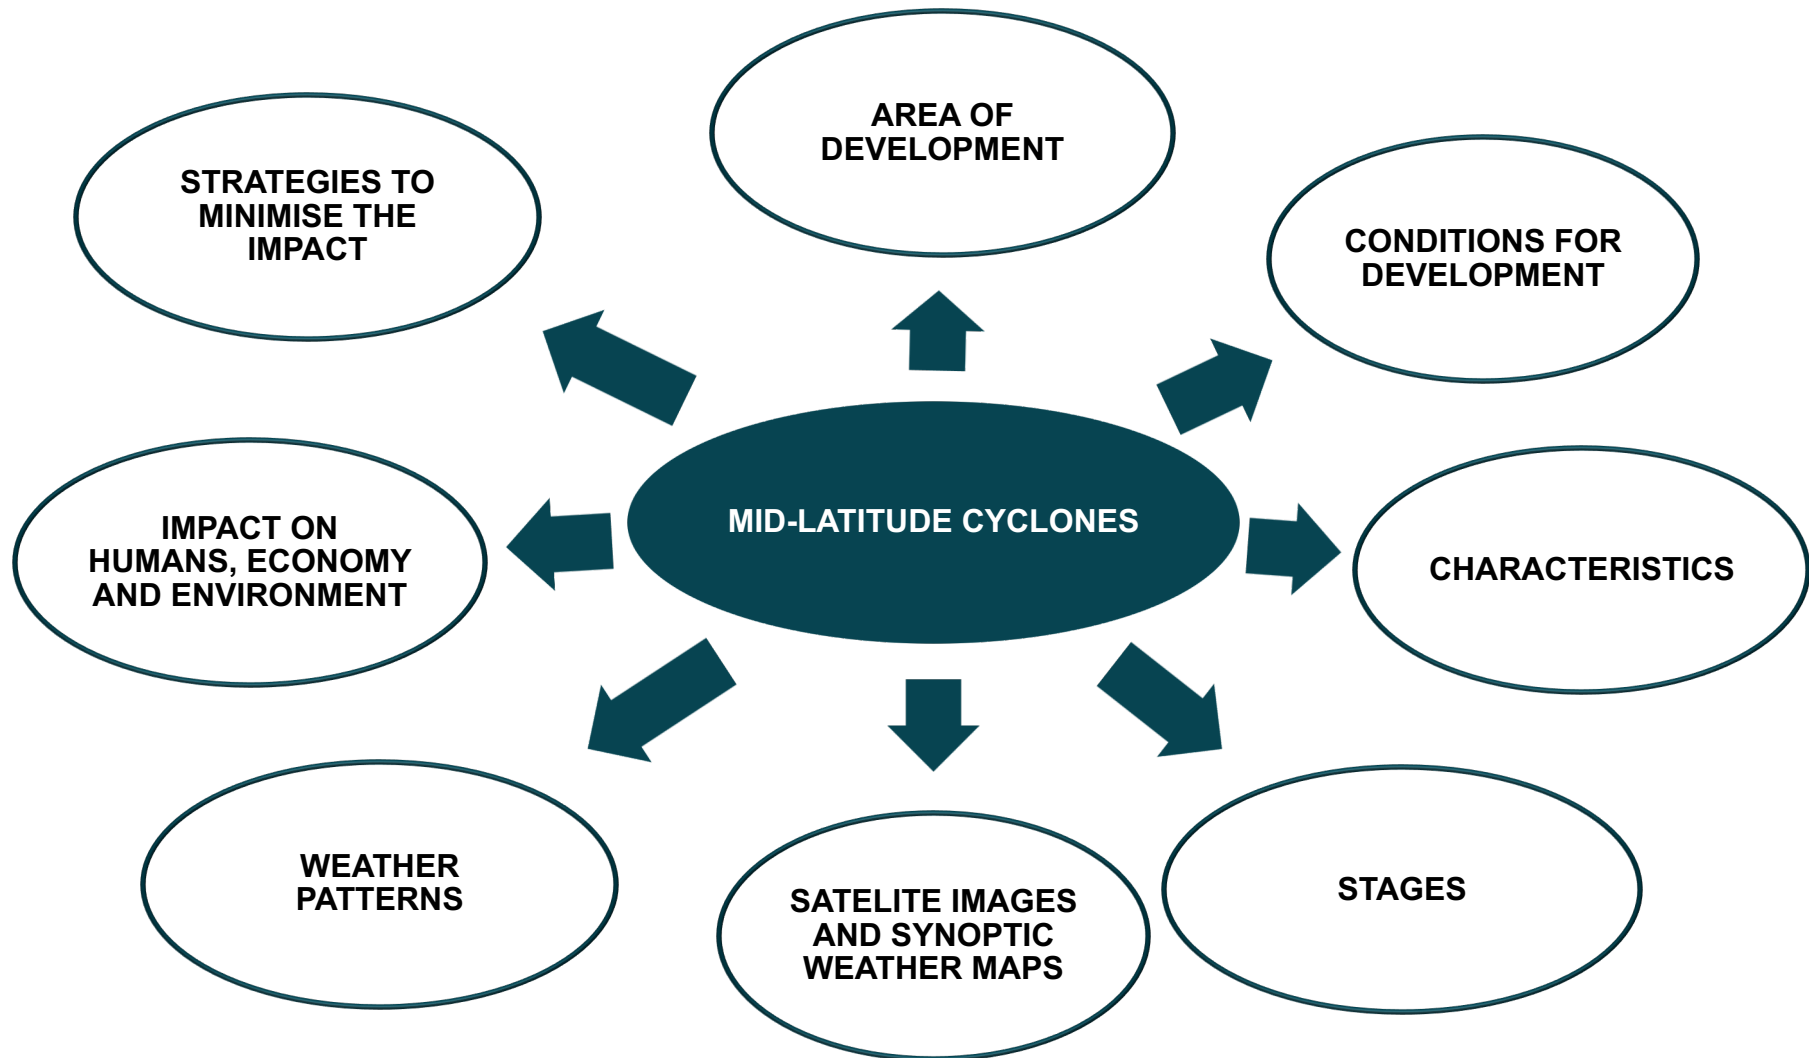 AREA OF
DEVELOPMENT
STRATEGIES TO
MINIMISE THE
IMPACT
CONDITIONS FOR
DEVELOPMENT
MID-LATITUDE CYCLONES
IMPACT ON
HUMANS, ECONOMY
AND ENVIRONMENT
CHARACTERISTICS
WEATHER
PATTERNS
SATELITE IMAGES
AND SYNOPTIC
WEATHER MAPS
STAGES